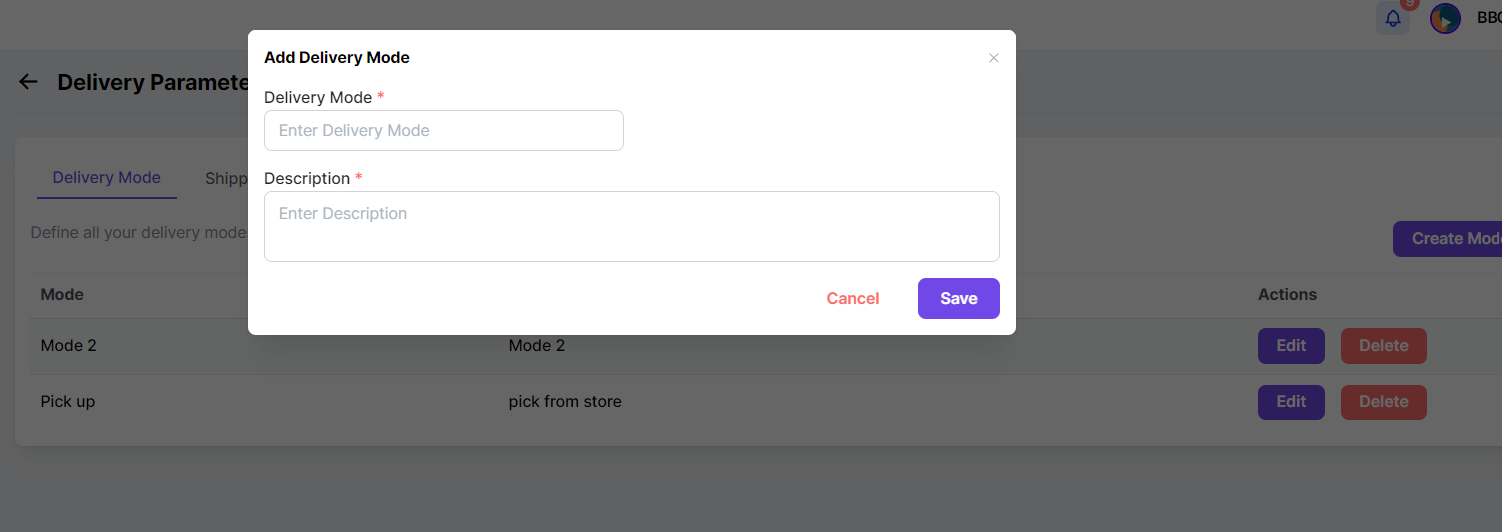 9
BBC
Add Delivery Mode
Delivery Paramete
Delivery Mode *
Enter Delivery Mode
Delivery Mode
Shipp
Description *
Enter Description
Define all your delivery mode
Create Mod
Cancel
Save
Mode
Actions
Mode 2
Mode 2
Edit
Delete
Pick up
pick from store
Edit
Delete